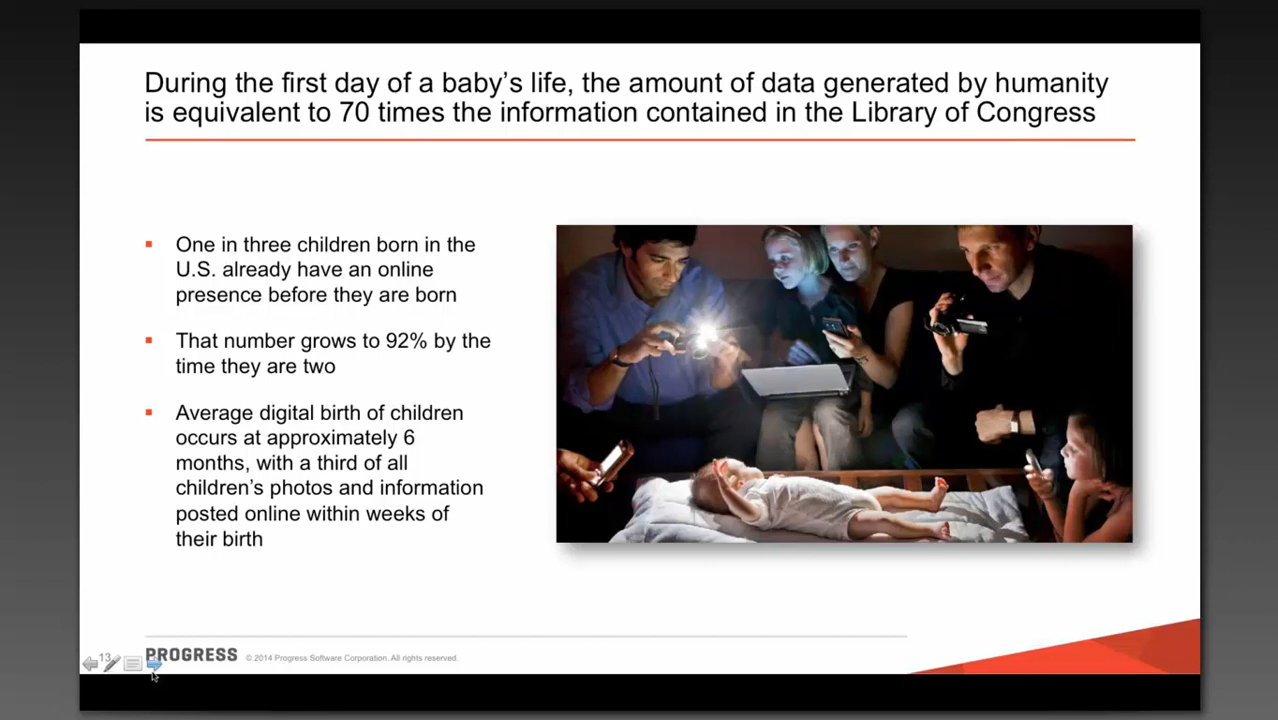 During the first day of a baby’s life, the amount of data generated by humanity
is equivalent to 70 times the information contained in the Library of Congress
One in three children born in the
U.S. already have an online
presence before they are born
That number grows to 92% by the
time they are two
Average digital birth of children
occurs at approximately 6
months, with a third of all
children’s photos and information
posted online within weeks of
their birth
13
PROGRESS
© 2014 Progress Software Corporation. All rights reserved.